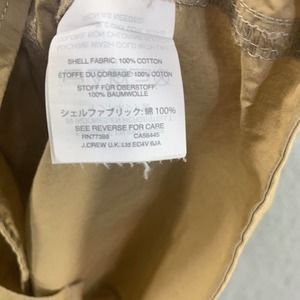 SHELL FABRIC: 100% COTTON
ÉTOFFE DU CORSAGE: 100% COTON
STOFF FÜR OBERSTOFF:
100% BAUMWOLLE
シェルファブリック: 綿 100%
SEE REVERSE FOR CARE
RN77388 CA56445
J.CREW U.K. Ltd EC4V 6JA